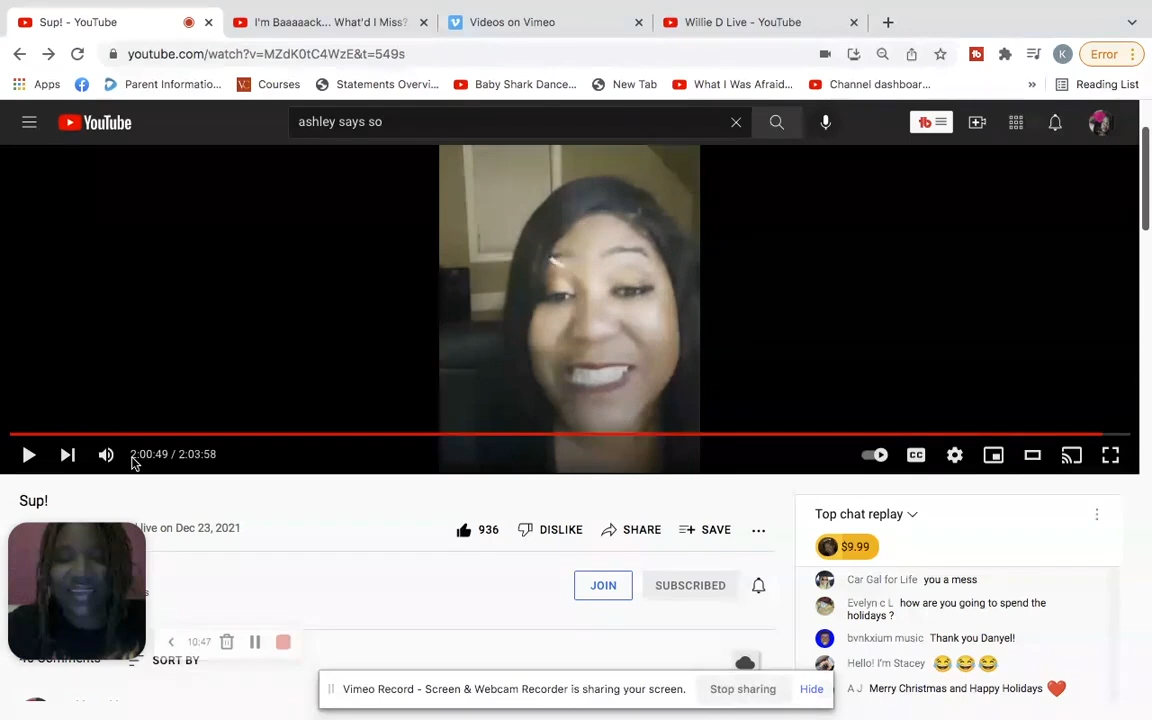 Sup! - YouTube
I'm Baaaaack... What'd I Miss?
Videos on Vimeo
Willie D Live - YouTube
youtube.com/watch?v=MZdK0tC4WzE&t=549s
K
Error
Apps
Parent Informatio...
Courses
Statements Overvi...
Baby Shark Dance...
New Tab
What I Was Afraid...
Channel dashboar...
»
Reading List
YouTube
ashley says so
tb
2:00:49 / 2:03:58
CC
Sup!
live on Dec 23, 2021
936
DISLIKE
SHARE
SAVE
JOIN
SUBSCRIBED
Top chat replay
$9.99
Car Gal for Life you a mess
Evelyn c L how are you going to spend the
holidays ?
bvnkxium music Thank you Danyel!
Hello! I'm Stacey 😂😂😂
A J Merry Christmas and Happy Holidays ❤️
10:47
SORT BY
Vimeo Record - Screen & Webcam Recorder is sharing your screen.
Stop sharing
Hide